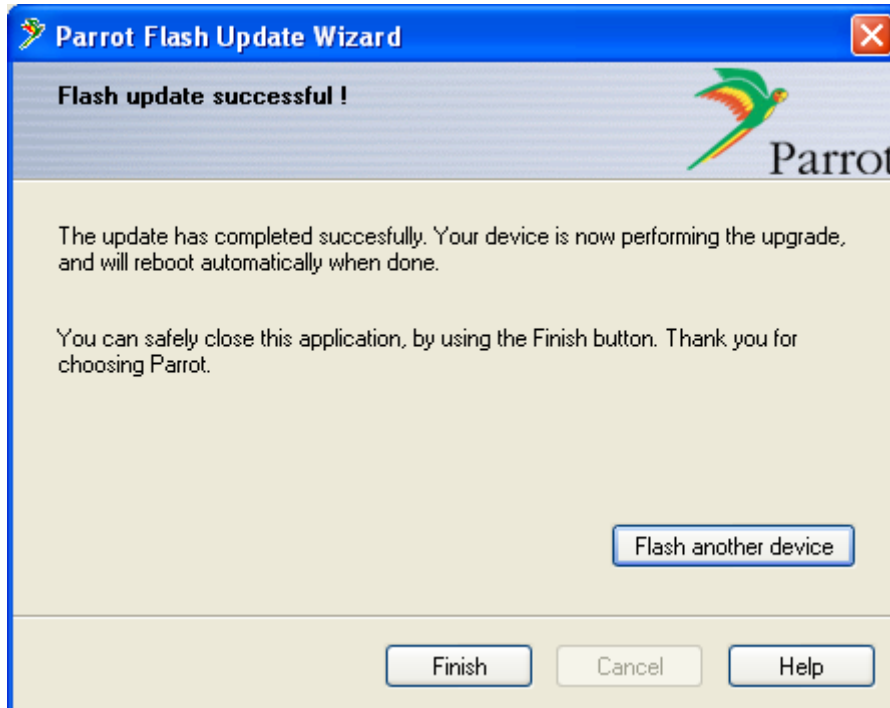 Parrot Flash Update Wizard
Flash update successful !
Parrot
The update has completed succesfully. Your device is now performing the upgrade,
and will reboot automatically when done.
You can safely close this application, by using the Finish button. Thank you for
choosing Parrot.
Flash another device
Finish
Cancel
Help